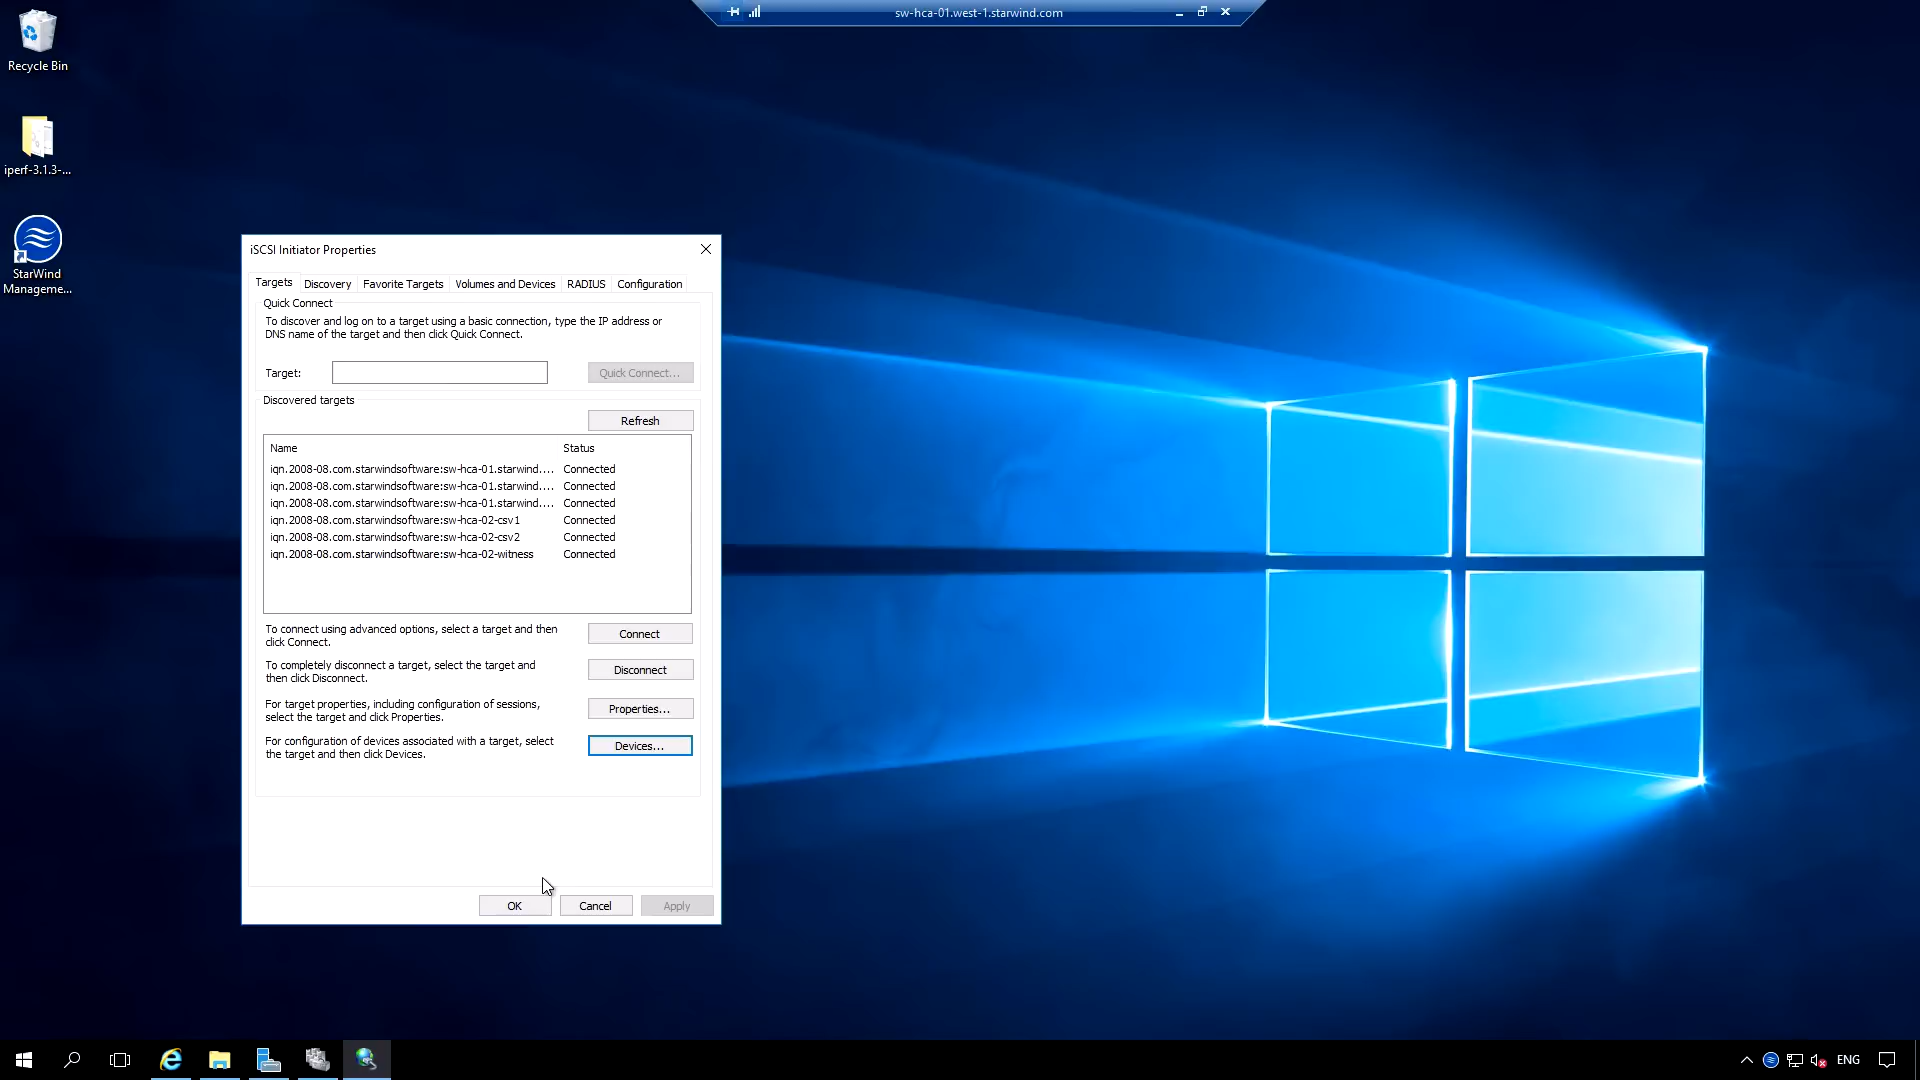 sw-hca-01.west-1.starwind.com
Recycle Bin
iperf-3.1.3-...
StarWind
Manageme...
iSCSI Initiator Properties
Targets Discovery Favorite Targets Volumes and Devices RADIUS Configuration
Quick Connect
To discover and log on to a target using a basic connection, type the IP address or
DNS name of the target and then click Quick Connect.
Target:
Quick Connect...
Discovered targets
Refresh
Name Status
iqn.2008-08.com.starwindsoftware:sw-hca-01.starwind.... Connected
iqn.2008-08.com.starwindsoftware:sw-hca-01.starwind.... Connected
iqn.2008-08.com.starwindsoftware:sw-hca-01.starwind.... Connected
iqn.2008-08.com.starwindsoftware:sw-hca-02-csv1 Connected
iqn.2008-08.com.starwindsoftware:sw-hca-02-csv2 Connected
iqn.2008-08.com.starwindsoftware:sw-hca-02-witness Connected
To connect using advanced options, select a target and then
click Connect.
Connect
To completely disconnect a target, select the target and
then click Disconnect.
Disconnect
For target properties, including configuration of sessions,
select the target and click Properties.
Properties...
For configuration of devices associated with a target, select
the target and then click Devices.
Devices...
OK Cancel Apply
ENG